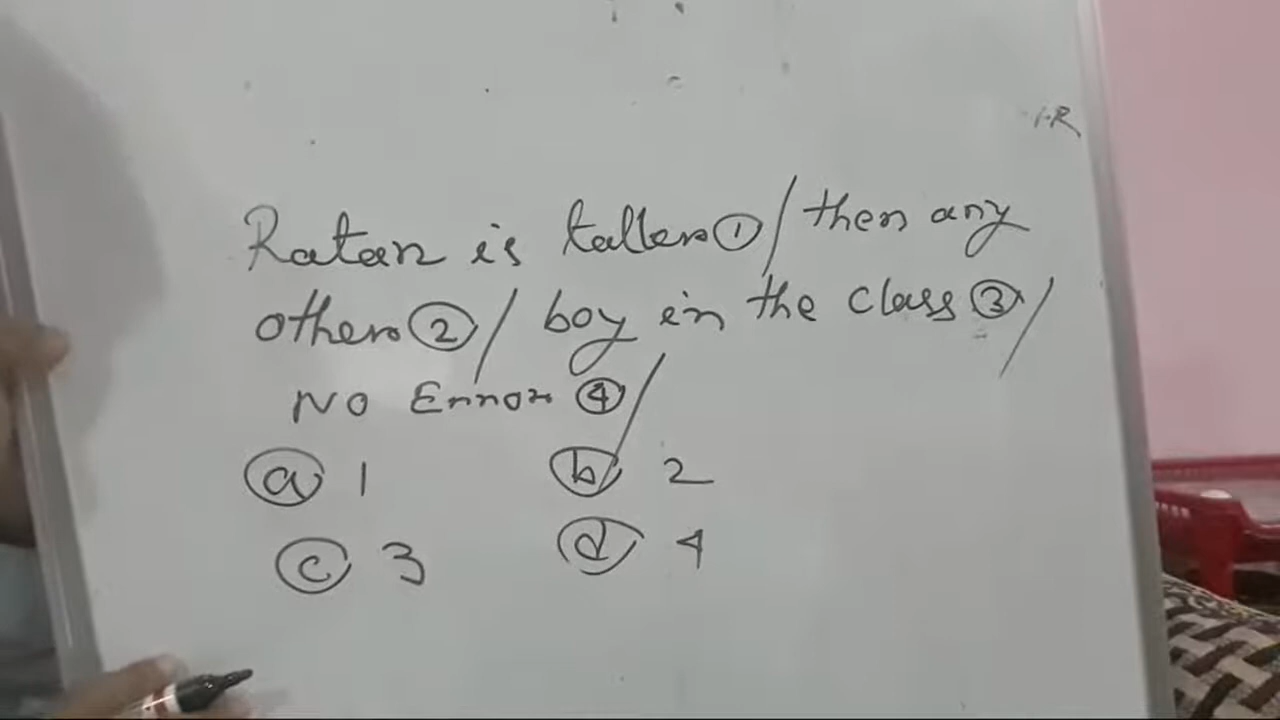 Ratan is taller ① / then any
other ② / boy in the class ③ /
No Error ④ /
ⓐ 1 ⓑ 2
ⓒ 3 ⓓ 4